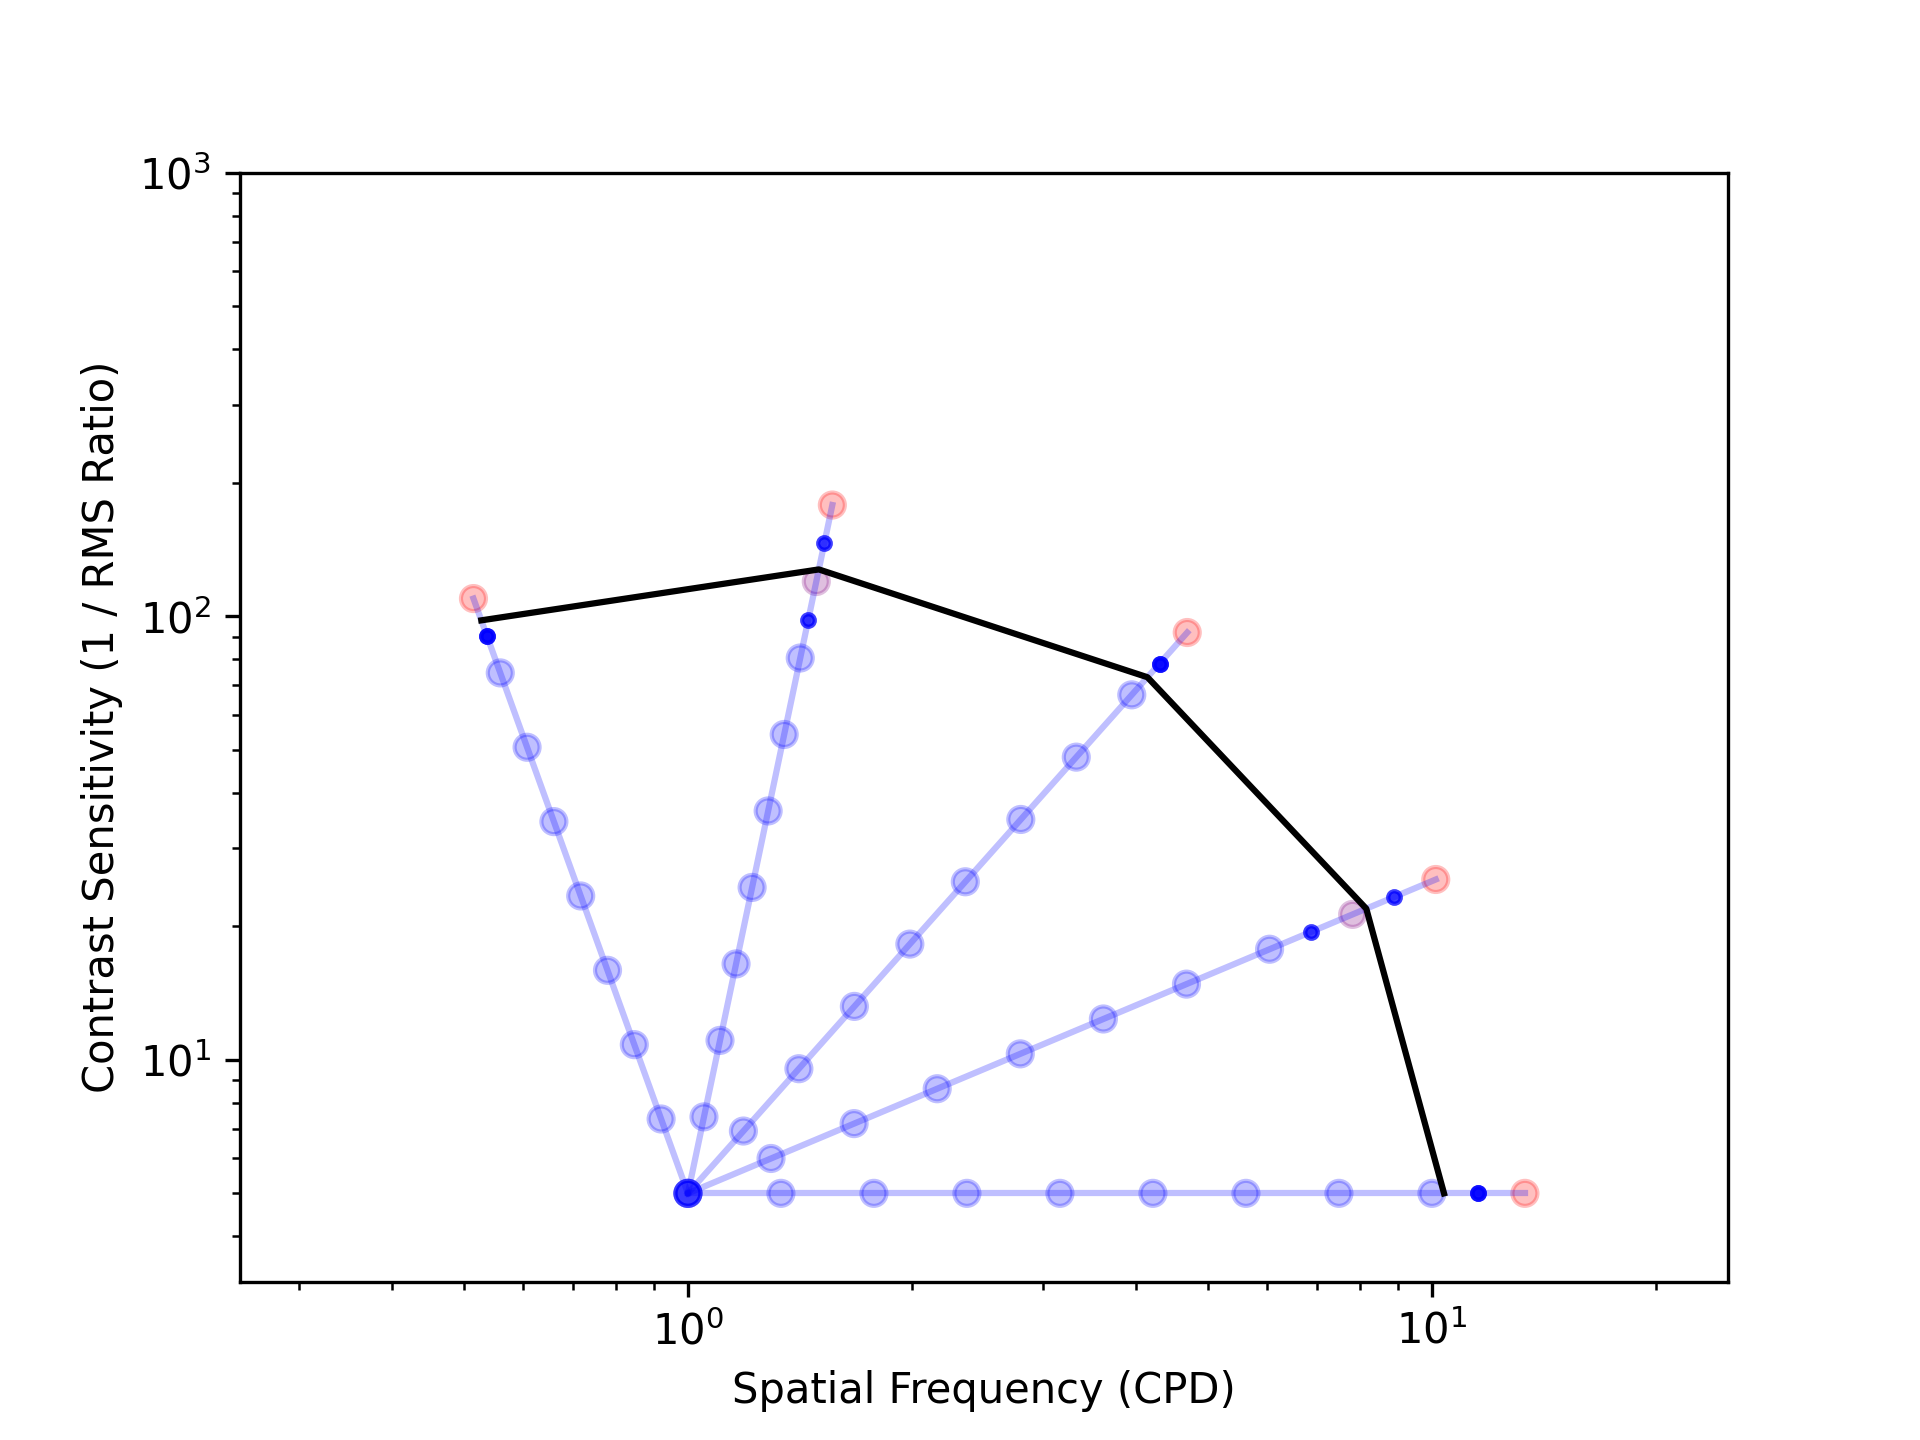 10³
10²
10¹
Contrast Sensitivity (1 / RMS Ratio)
10⁰
10¹
Spatial Frequency (CPD)